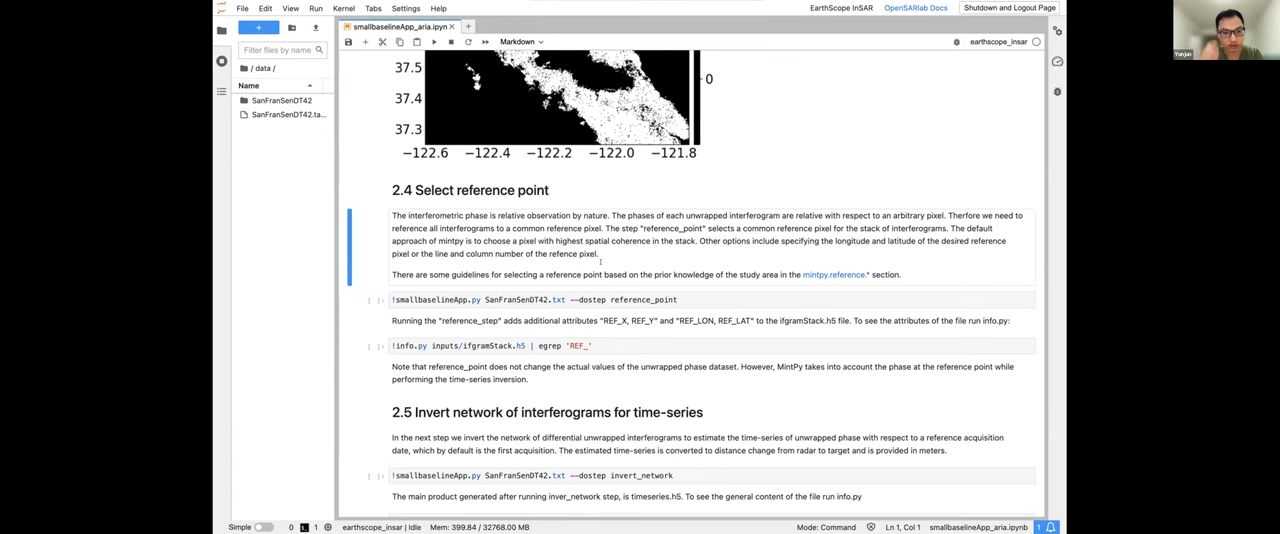 File Edit View Run Kernel Tabs Settings Help EarthScope InSAR OpenSARlab Docs Shutdown and Logout Page
smallbaselineApp_aria.ipyn
Markdown earthscope_insar
Filter files by name
/ data /
Name
SanFranSenDT42
SanFranSenDT42.ta...
37.5
37.4
37.3
0
−122.6 −122.4 −122.2 −122.0 −121.8
2.4 Select reference point
The interferometric phase is relative observation by nature. The phases of each unwrapped interferogram are relative with respect to an arbitrary pixel. Therfore we need to
reference all interferograms to a common reference pixel. The step "reference_point" selects a common reference pixel for the stack of interferograms. The default
approach of mintpy is to choose a pixel with highest spatial coherence in the stack. Other options include specifying the longitude and latitude of the desired reference
pixel or the line and column number of the refence pixel.
There are some guidelines for selecting a reference point based on the prior knowledge of the study area in the mintpy.reference.* section.
[ ]: !smallbaselineApp.py SanFranSenDT42.txt --dostep reference_point
Running the "reference_step" adds additional attributes "REF_X, REF_Y" and "REF_LON, REF_LAT" to the ifgramStack.h5 file. To see the attributes of the file run info.py:
[ ]: !info.py inputs/ifgramStack.h5 | egrep 'REF_'
Note that reference_point does not change the actual values of the unwrapped phase dataset. However, MintPy takes into account the phase at the reference point while
performing the time-series inversion.
2.5 Invert network of interferograms for time-series
In the next step we invert the network of differential unwrapped interferograms to estimate the time-series of unwrapped phase with respect to a reference acquisition
date, which by default is the first acquisition. The estimated time-series is converted to distance change from radar to target and is provided in meters.
[ ]: !smallbaselineApp.py SanFranSenDT42.txt --dostep invert_network
The main product generated after running inver_network step, is timeseries.h5. To see the general content of the file run info.py
Simple 0 1 earthscope_insar | Idle Mem: 399.84 / 32768.00 MB Mode: Command Ln 1, Col 1 smallbaselineApp_aria.ipynb 1
Yunjun